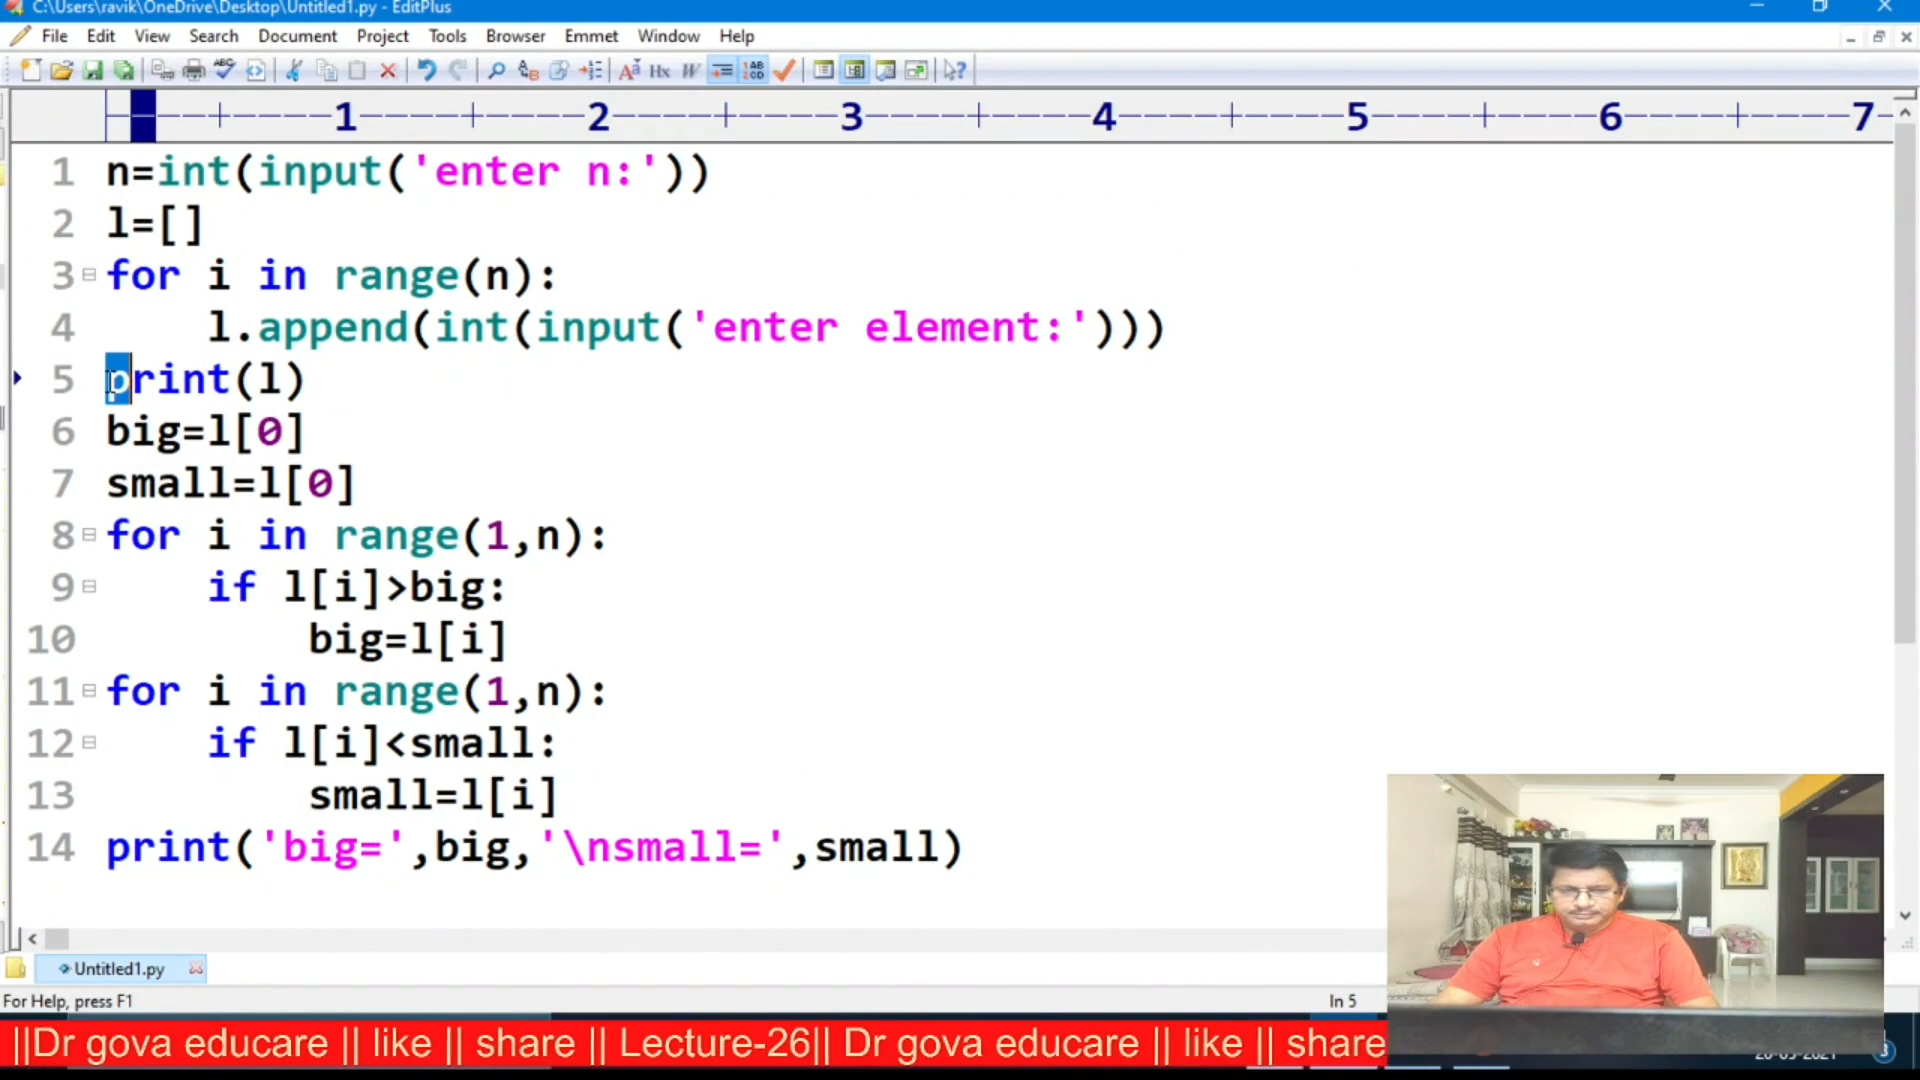 C:\Users\ravik\OneDrive\Desktop\Untitled1.py - EditPlus
File Edit View Search Document Project Tools Browser Emmet Window Help
1 2 3 4 5 6 7
1 n=int(input('enter n:'))
2 l=[]
3 for i in range(n):
4     l.append(int(input('enter element:')))
5 print(l)
6 big=l[0]
7 small=l[0]
8 for i in range(1,n):
9     if l[i]>big:
10         big=l[i]
11 for i in range(1,n):
12     if l[i]<small:
13         small=l[i]
14 print('big=',big,'\nsmall=',small)
Untitled1.py
For Help, press F1
ln 5
||Dr gova educare || like || share || Lecture-26|| Dr gova educare || like || share